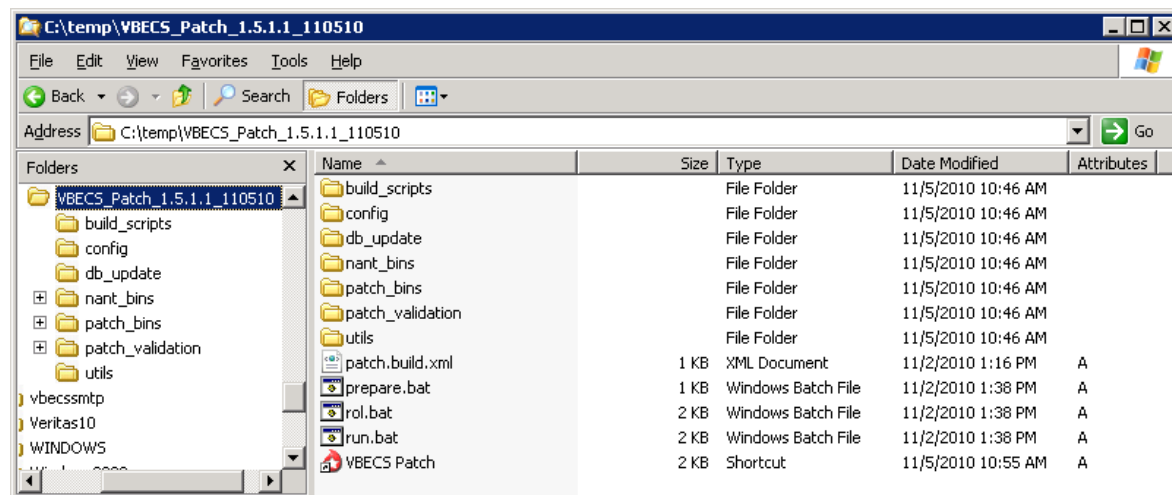 C:\temp\VBECS_Patch_1.5.1.1_110510
File Edit View Favorites Tools Help
Back Search Folders
Address C:\temp\VBECS_Patch_1.5.1.1_110510 Go
Folders x
VBECS_Patch_1.5.1.1_110510
build_scripts
config
db_update
nant_bins
patch_bins
patch_validation
utils
vbecssmtp
Veritas10
WINDOWS
Name Size Type Date Modified Attributes
build_scripts File Folder 11/5/2010 10:46 AM
config File Folder 11/5/2010 10:46 AM
db_update File Folder 11/5/2010 10:46 AM
nant_bins File Folder 11/5/2010 10:46 AM
patch_bins File Folder 11/5/2010 10:46 AM
patch_validation File Folder 11/5/2010 10:46 AM
utils File Folder 11/5/2010 10:46 AM
patch.build.xml 1 KB XML Document 11/2/2010 1:16 PM A
prepare.bat 1 KB Windows Batch File 11/2/2010 1:38 PM A
rol.bat 2 KB Windows Batch File 11/2/2010 1:38 PM A
run.bat 2 KB Windows Batch File 11/2/2010 1:38 PM A
VBECS Patch 2 KB Shortcut 11/5/2010 10:55 AM A